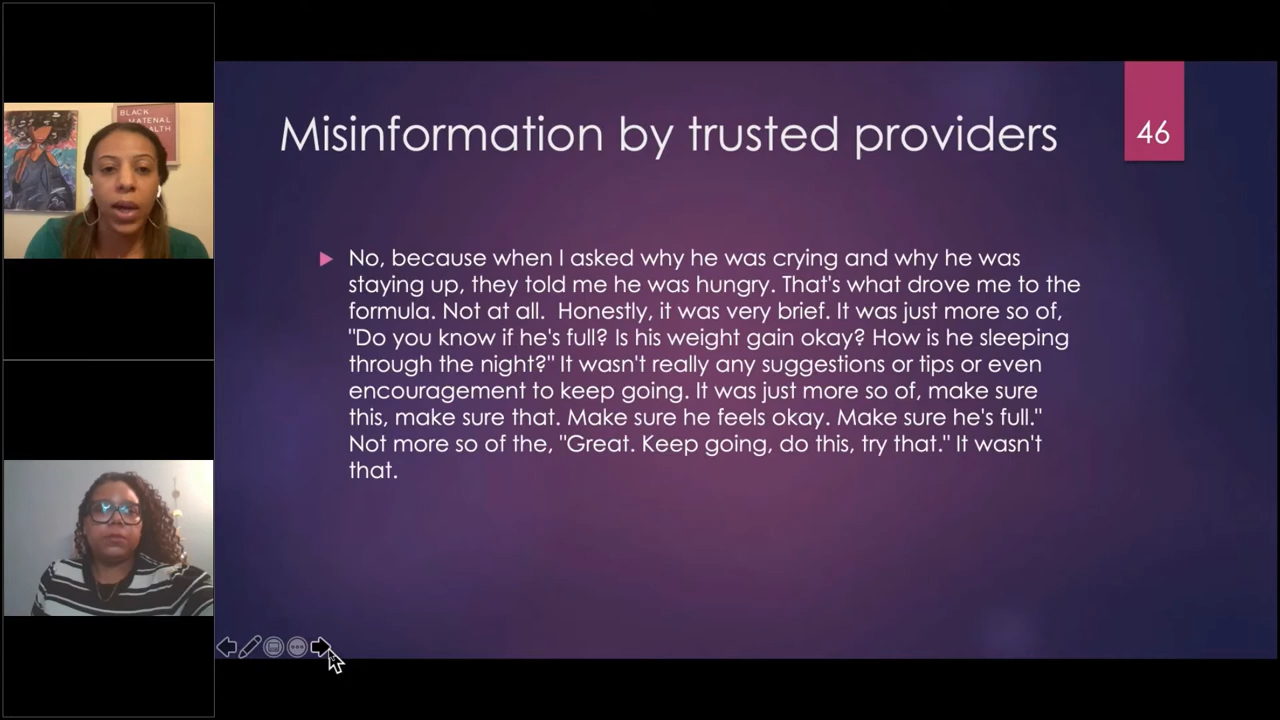 BLACK
MATENAL
EALTH
Misinformation by trusted providers
46
No, because when I asked why he was crying and why he was
staying up, they told me he was hungry. That's what drove me to the
formula. Not at all.  Honestly, it was very brief. It was just more so of,
"Do you know if he's full? Is his weight gain okay? How is he sleeping
through the night?" It wasn't really any suggestions or tips or even
encouragement to keep going. It was just more so of, make sure
this, make sure that. Make sure he feels okay. Make sure he's full."
Not more so of the, "Great. Keep going, do this, try that." It wasn't
that.